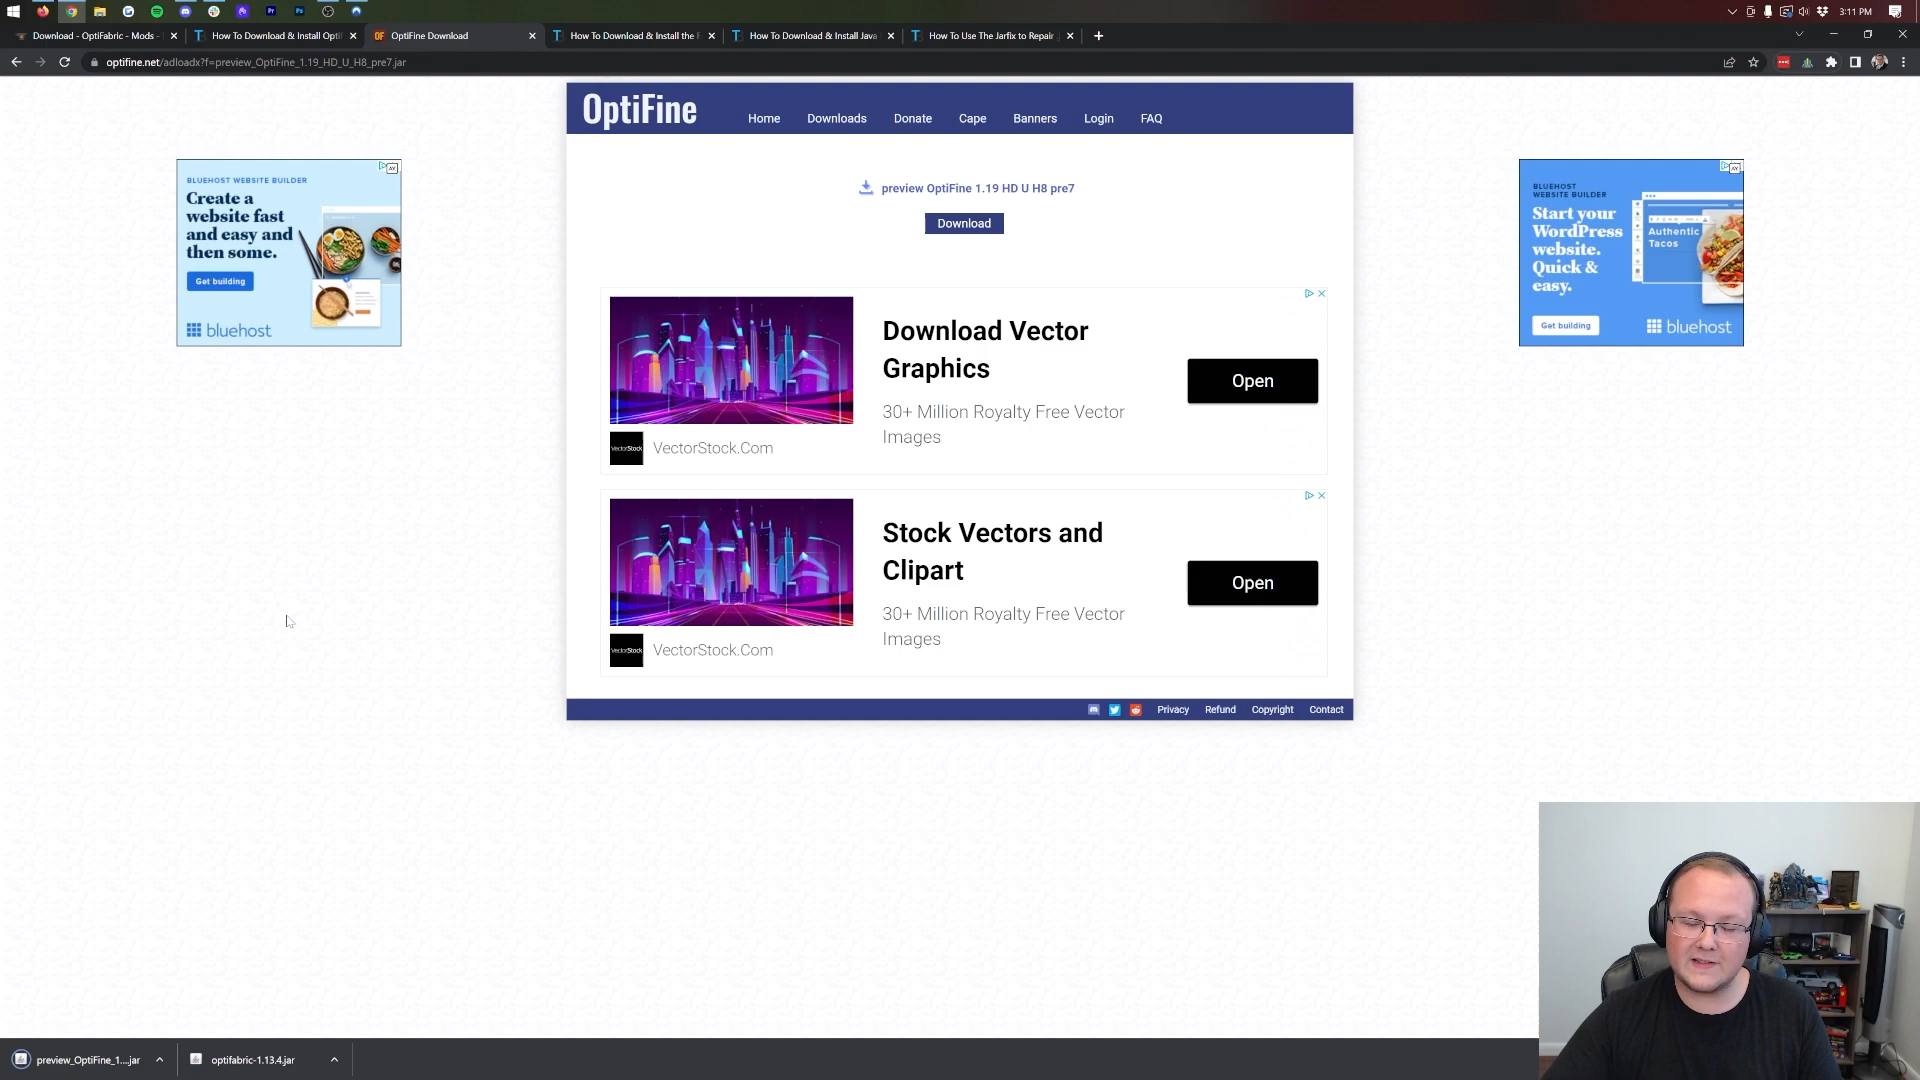 3:11 PM
Download - OptiFabric - Mods -
How To Download & Install Opti
OptiFine Download
How To Download & Install the F
How To Download & Install Java
How To Use The Jarfix to Repair
optifine.net/adloadx?f=preview_OptiFine_1.19_HD_U_H8_pre7.jar
OptiFine
Home
Downloads
Donate
Cape
Banners
Login
FAQ
preview OptiFine 1.19 HD U H8 pre7
Download
BLUEHOST WEBSITE BUILDER
Create a
website fast
and easy and
then some.
Get building
bluehost
BLUEHOST
WEBSITE BUILDER
Start your
WordPress
website.
Quick &
easy.
Authentic
Tacos
Get building
bluehost
Download Vector
Graphics
30+ Million Royalty Free Vector
Images
Open
VectorStock
VectorStock.Com
Stock Vectors and
Clipart
30+ Million Royalty Free Vector
Images
Open
VectorStock
VectorStock.Com
Privacy
Refund
Copyright
Contact
preview_OptiFine_1....jar
optifabric-1.13.4.jar